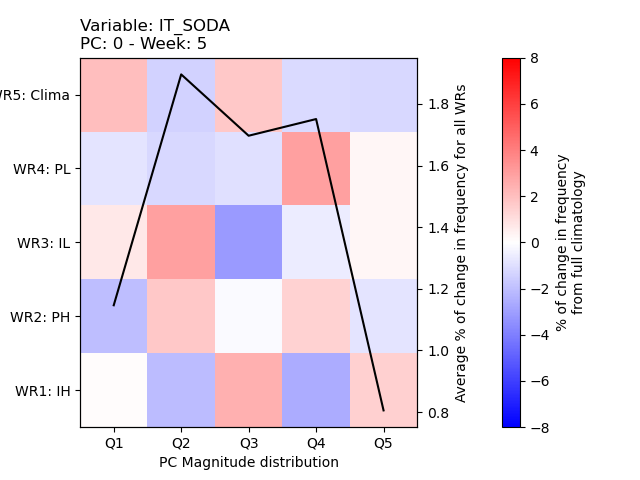 Variable: IT_SODA
PC: 0 - Week: 5
WR5: Clima
WR4: PL
WR3: IL
WR2: PH
WR1: IH
Q1 Q2 Q3 Q4 Q5
PC Magnitude distribution
1.8
1.6
1.4
1.2
1.0
0.8
Average % of change in frequency for all WRs
8
6
4
2
0
−2
−4
−6
−8
% of change in frequency
from full climatology